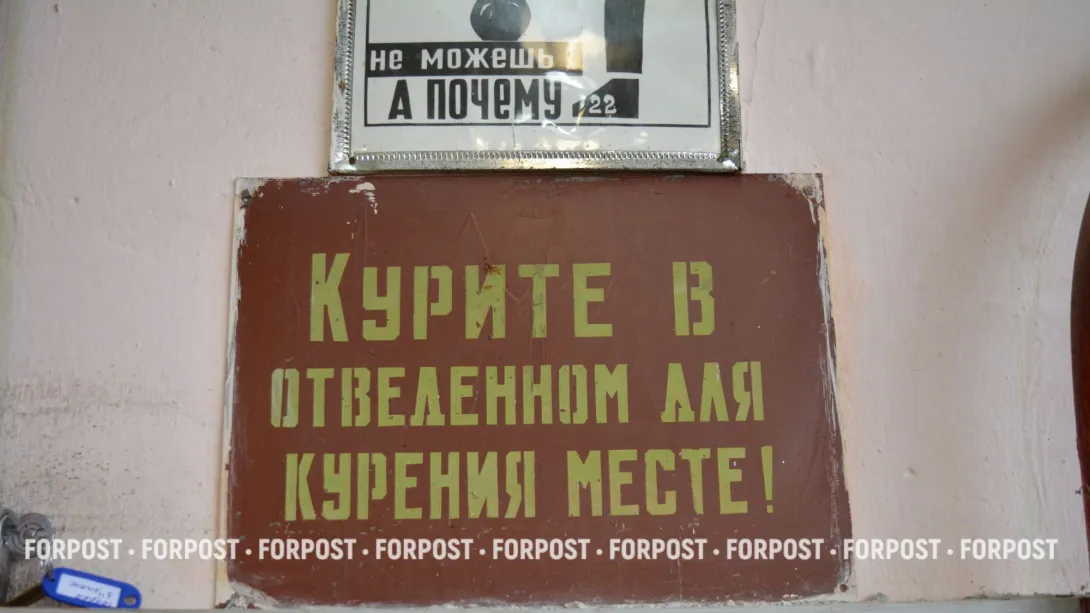 не можешь
А ПОЧЕМУ ??
Курите в
отведенном для
курения месте!
FORPOST • FORPOST • FORPOST • FORPOST • FORPOST • FORPOST • FORPOST • FORPOST • FORPOST